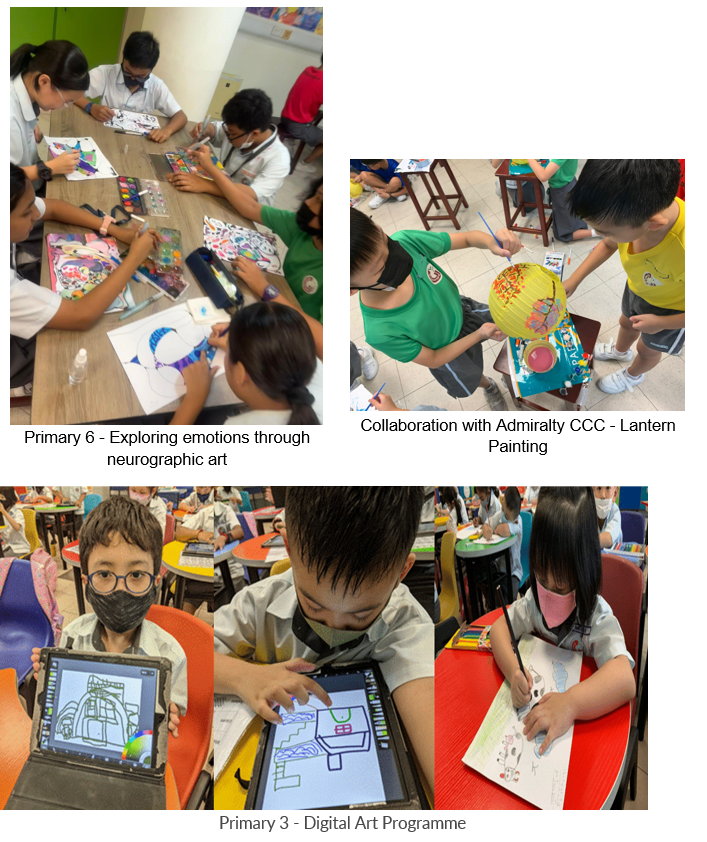 Primary 6 - Exploring emotions through
neurographic art
Collaboration with Admiralty CCC - Lantern
Painting
Primary 3 - Digital Art Programme